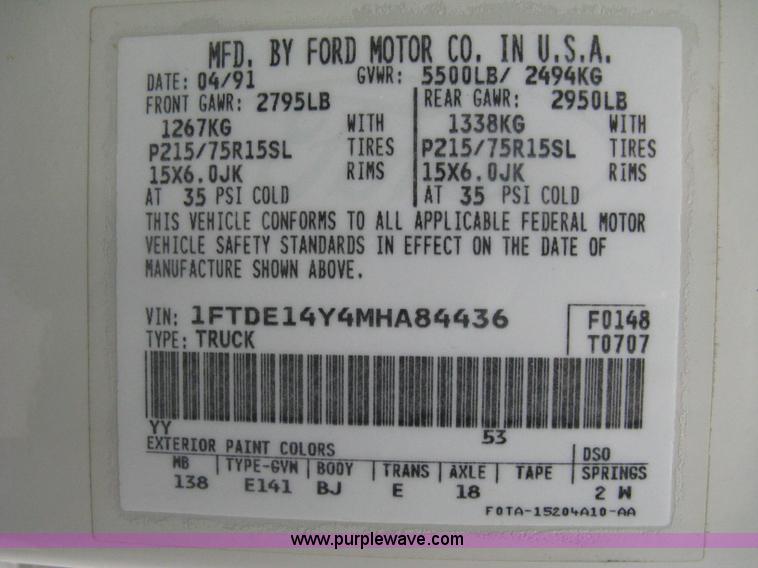 MFD. BY FORD MOTOR CO. IN U.S.A.
DATE: 04/91 GVWR: 5500LB/ 2494KG
FRONT GAWR: 2795LB REAR GAWR: 2950LB
1267KG WITH 1338KG WITH
P215/75R15SL TIRES P215/75R15SL TIRES
15X6.0JK RIMS 15X6.0JK RIMS
AT 35 PSI COLD AT 35 PSI COLD
THIS VEHICLE CONFORMS TO ALL APPLICABLE FEDERAL MOTOR
VEHICLE SAFETY STANDARDS IN EFFECT ON THE DATE OF
MANUFACTURE SHOWN ABOVE.
VIN: 1FTDE14Y4MHA84436 F0148
TYPE: TRUCK T0707
YY 53
EXTERIOR PAINT COLORS DSO
WB TYPE-GVW BODY TRANS AXLE TAPE SPRINGS
138 E141 BJ E 18 2 W
F0TA-15204A10-AA
www.purplewave.com